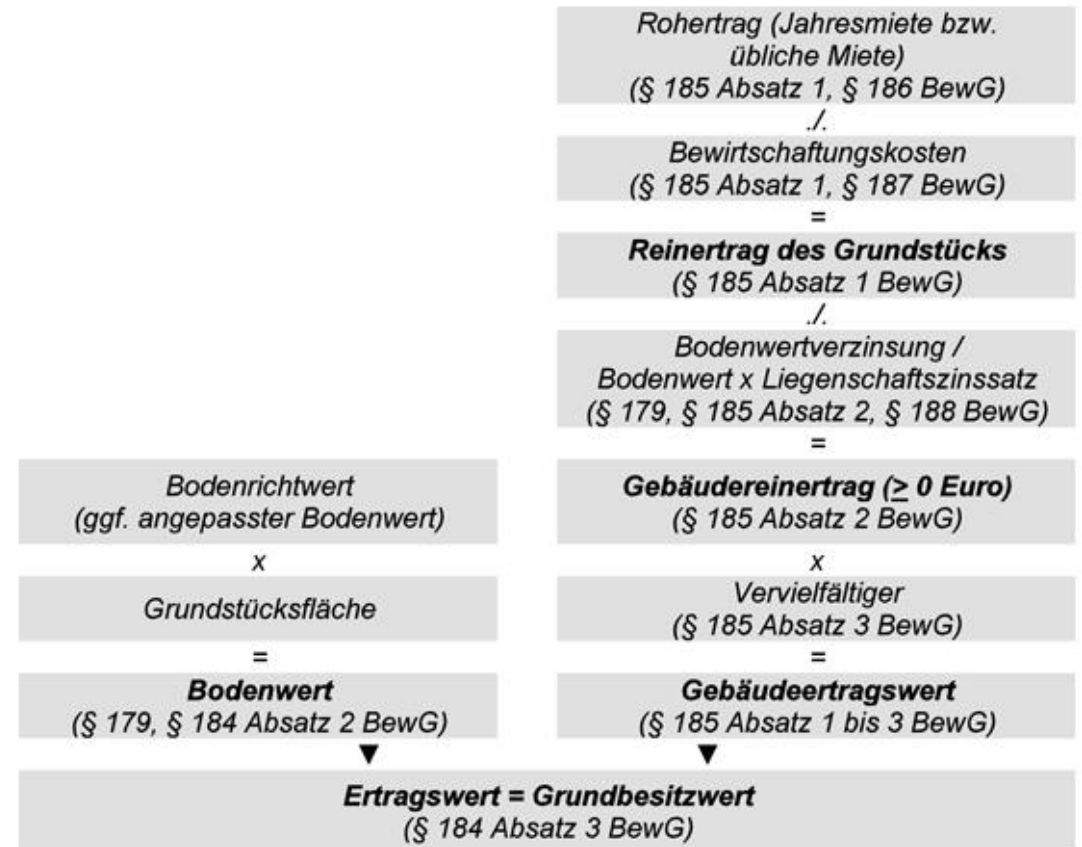 Rohertrag (Jahresmiete bzw.
übliche Miete)
(§ 185 Absatz 1, § 186 BewG)
./.
Bewirtschaftungskosten
(§ 185 Absatz 1, § 187 BewG)
=
Reinertrag des Grundstücks
(§ 185 Absatz 1 BewG)
./.
Bodenwertverzinsung /
Bodenwert x Liegenschaftszinssatz
(§ 179, § 185 Absatz 2, § 188 BewG)
=
Bodenrichtwert
(ggf. angepasster Bodenwert)
x
Grundstücksfläche
=
Bodenwert
(§ 179, § 184 Absatz 2 BewG)
Gebäudereinertrag (≥ 0 Euro)
(§ 185 Absatz 2 BewG)
x
Vervielfältiger
(§ 185 Absatz 3 BewG)
=
Gebäudeertragswert
(§ 185 Absatz 1 bis 3 BewG)
Ertragswert = Grundbesitzwert
(§ 184 Absatz 3 BewG)